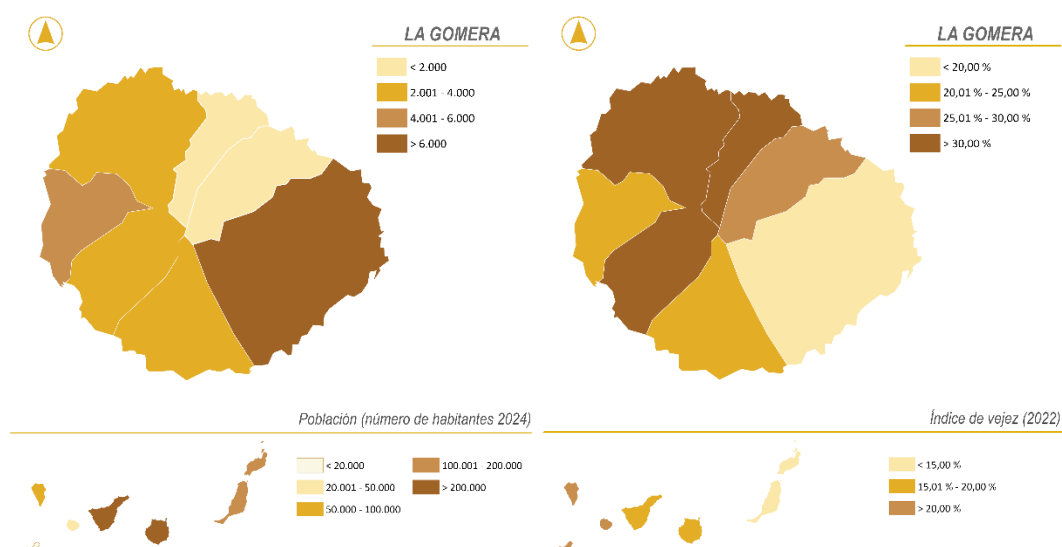 LA GOMERA
< 2.000
2.001 - 4.000
4.001 - 6.000
> 6.000
LA GOMERA
< 20,00 %
20,01 % - 25,00 %
25,01 % - 30,00 %
> 30,00 %
Población (número de habitantes 2024)
< 20.000
20.001 - 50.000
50.000 - 100.000
100.001 - 200.000
> 200.000
Índice de vejez (2022)
< 15,00 %
15,01 % - 20,00 %
> 20,00 %